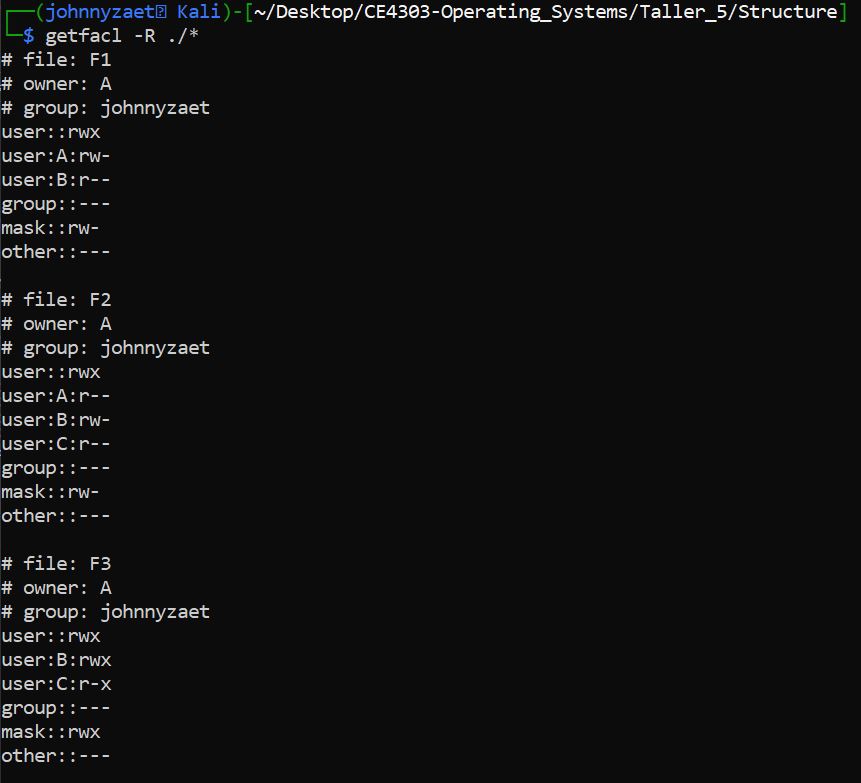 ┌──(johnnyzaet㉿ Kali)-[~/Desktop/CE4303-Operating_Systems/Taller_5/Structure]
└─$ getfacl -R ./*
# file: F1
# owner: A
# group: johnnyzaet
user::rwx
user:A:rw-
user:B:r--
group::---
mask::rw-
other::---

# file: F2
# owner: A
# group: johnnyzaet
user::rwx
user:A:r--
user:B:rw-
user:C:r--
group::---
mask::rw-
other::---

# file: F3
# owner: A
# group: johnnyzaet
user::rwx
user:B:rwx
user:C:r-x
group::---
mask::rwx
other::---